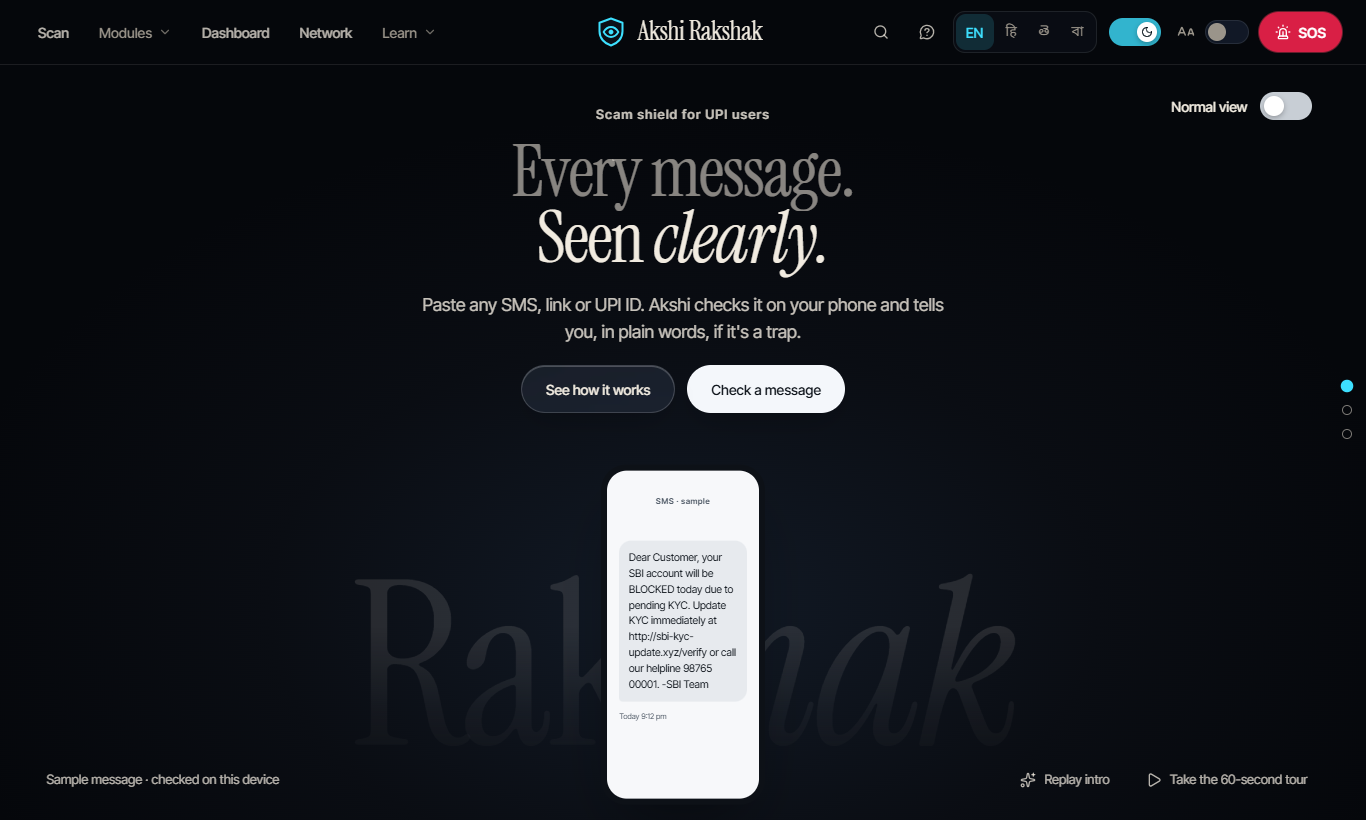 Scan
Modules
Dashboard
Network
Learn
Akshi Rakshak
EN
हि
తె
বা
AA
SOS
Scam shield for UPI users
Normal view
Every message.
Seen clearly.
Paste any SMS, link or UPI ID. Akshi checks it on your phone and tells
you, in plain words, if it's a trap.
See how it works
Check a message
SMS · sample
Dear Customer, your
SBI account will be
BLOCKED today due to
pending KYC. Update
KYC immediately at
http://sbi-kyc-
update.xyz/verify or call
our helpline 98765
00001. -SBI Team
Today 9:12 pm
Sample message · checked on this device
Replay intro
Take the 60-second tour